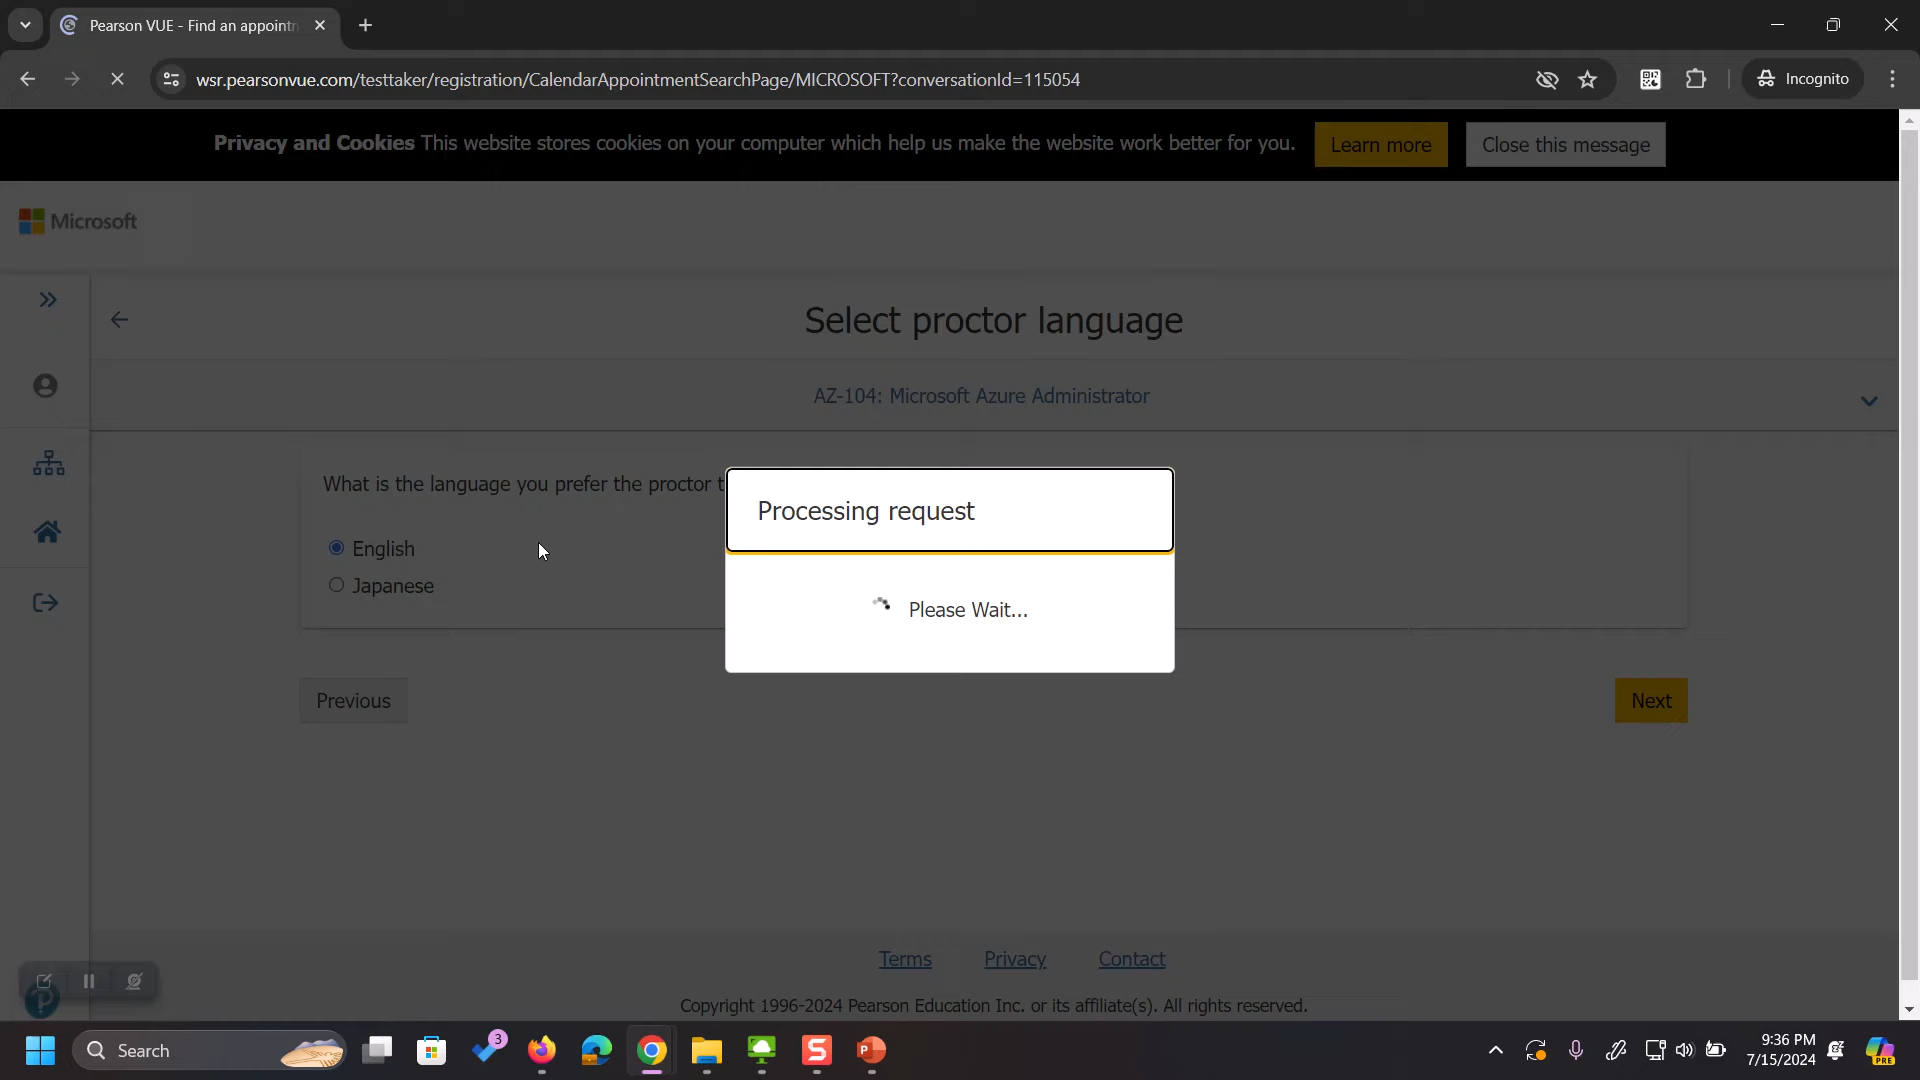 Pearson VUE - Find an appointn
wsr.pearsonvue.com/testtaker/registration/CalendarAppointmentSearchPage/MICROSOFT?conversationId=115054
Incognito
Privacy and Cookies This website stores cookies on your computer which help us make the website work better for you.
Learn more
Close this message
Microsoft
Select proctor language
AZ-104: Microsoft Azure Administrator
What is the language you prefer the proctor t
English
Japanese
Processing request
Please Wait...
Previous
Next
Terms
Privacy
Contact
Copyright 1996-2024 Pearson Education Inc. or its affiliate(s). All rights reserved.
Search
3
S
P
9:36 PM
7/15/2024
PRE